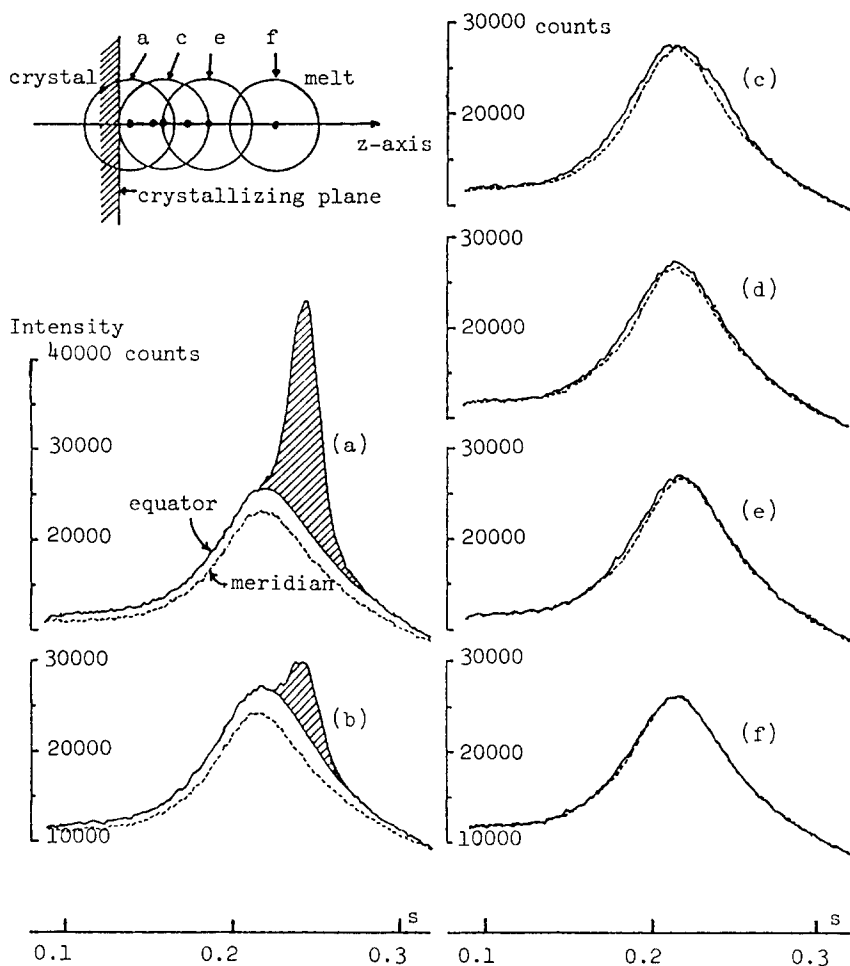 a c e f
crystal melt
z-axis
crystallizing plane
Intensity
40000 counts
30000
(a)
equator
20000
meridian
30000
(b)
20000
10000
s
0.1 0.2 0.3
30000 counts
(c)
20000
30000
(d)
20000
30000
(e)
20000
30000
(f)
20000
10000
s
0.1 0.2 0.3